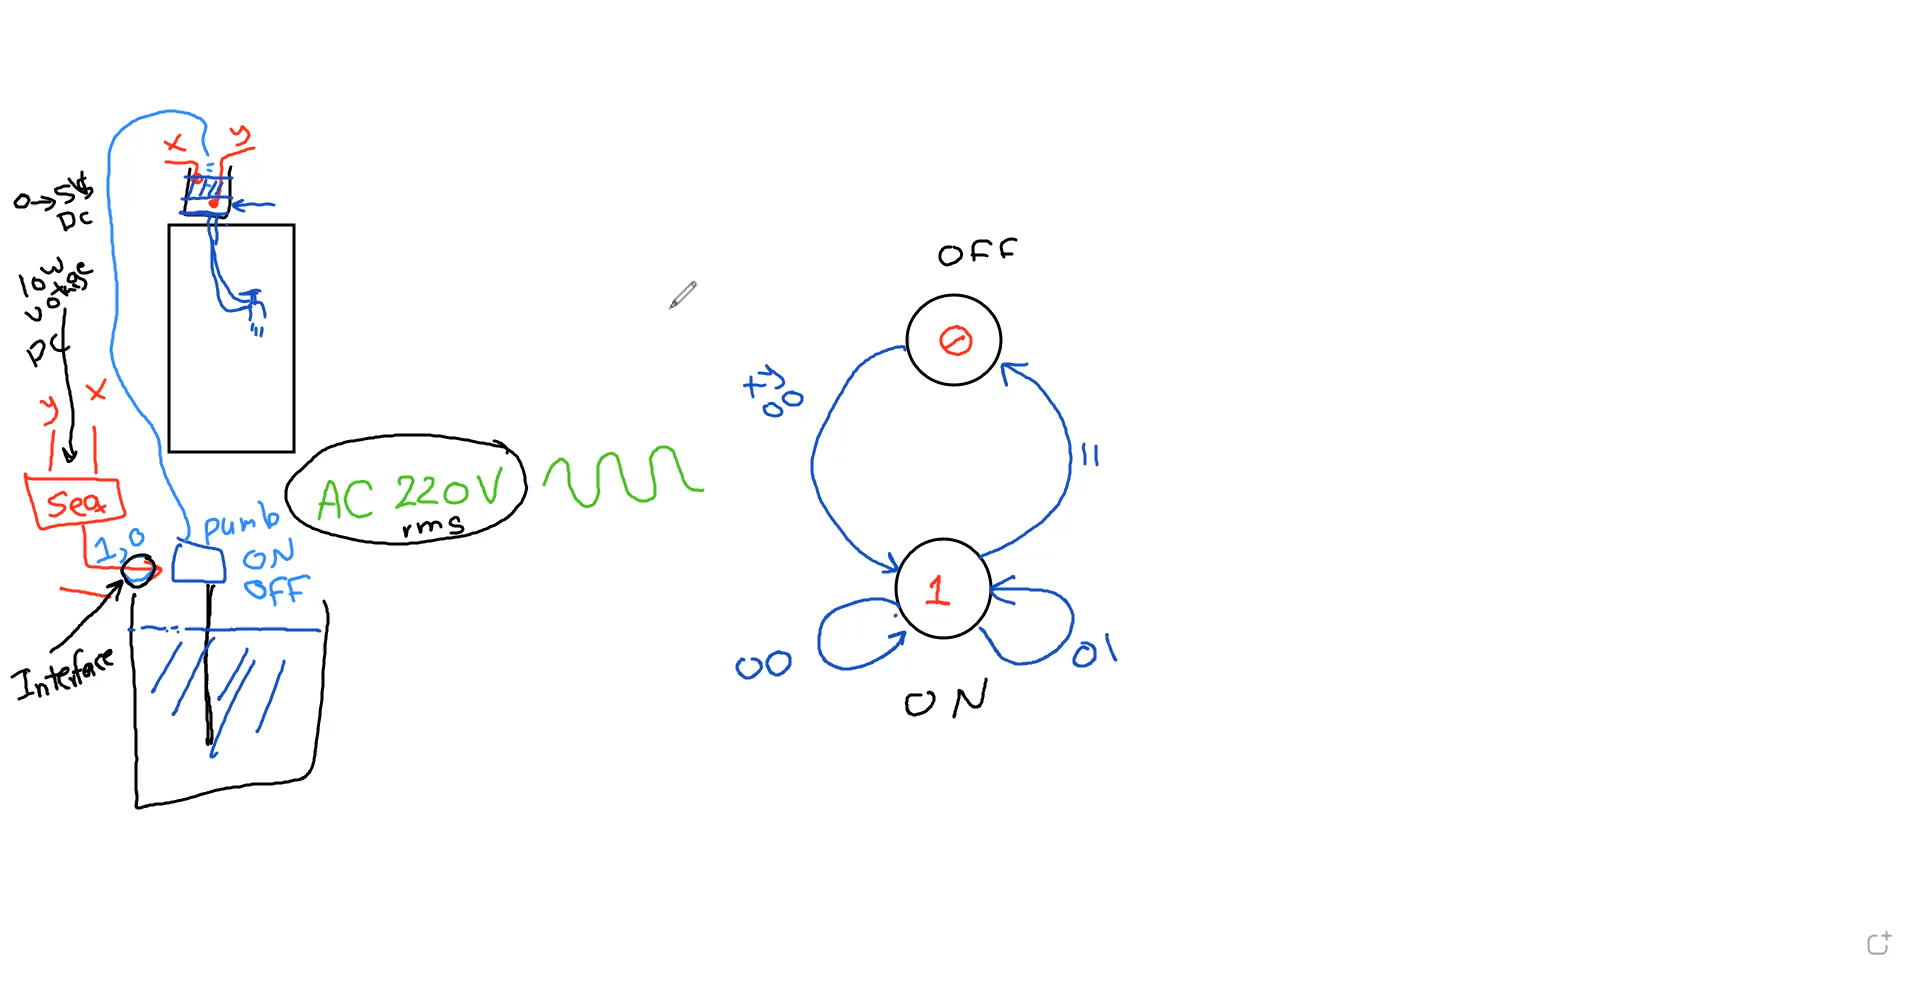 x y
0→5V
DC
low
voltage
DC
y x
Seq
1,0
pumb
ON
OFF
Interface
AC 220V
rms
OFF
0
xy
00
11
1
00
01
ON